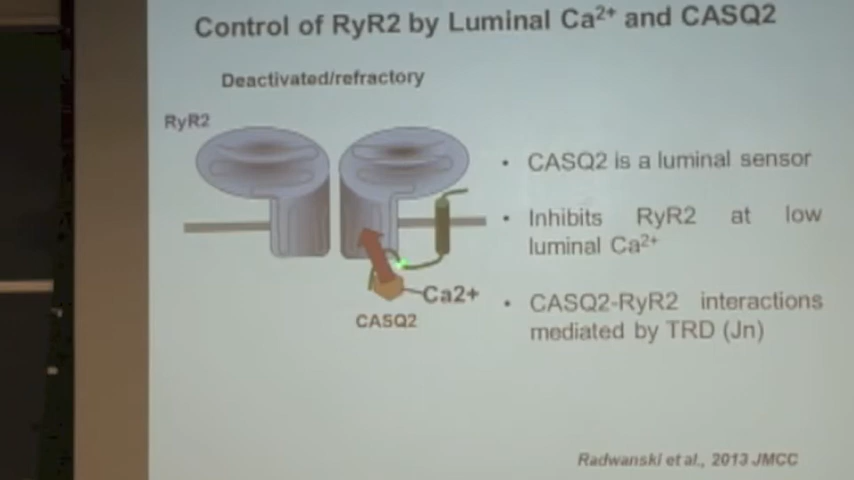 Control of RyR2 by Luminal Ca²⁺ and CASQ2
Deactivated/refractory
RyR2
• CASQ2 is a luminal sensor
• Inhibits RyR2 at low
luminal Ca²⁺
Ca2+
CASQ2
• CASQ2-RyR2 interactions
mediated by TRD (Jn)
Radwanski et al., 2013 JMCC